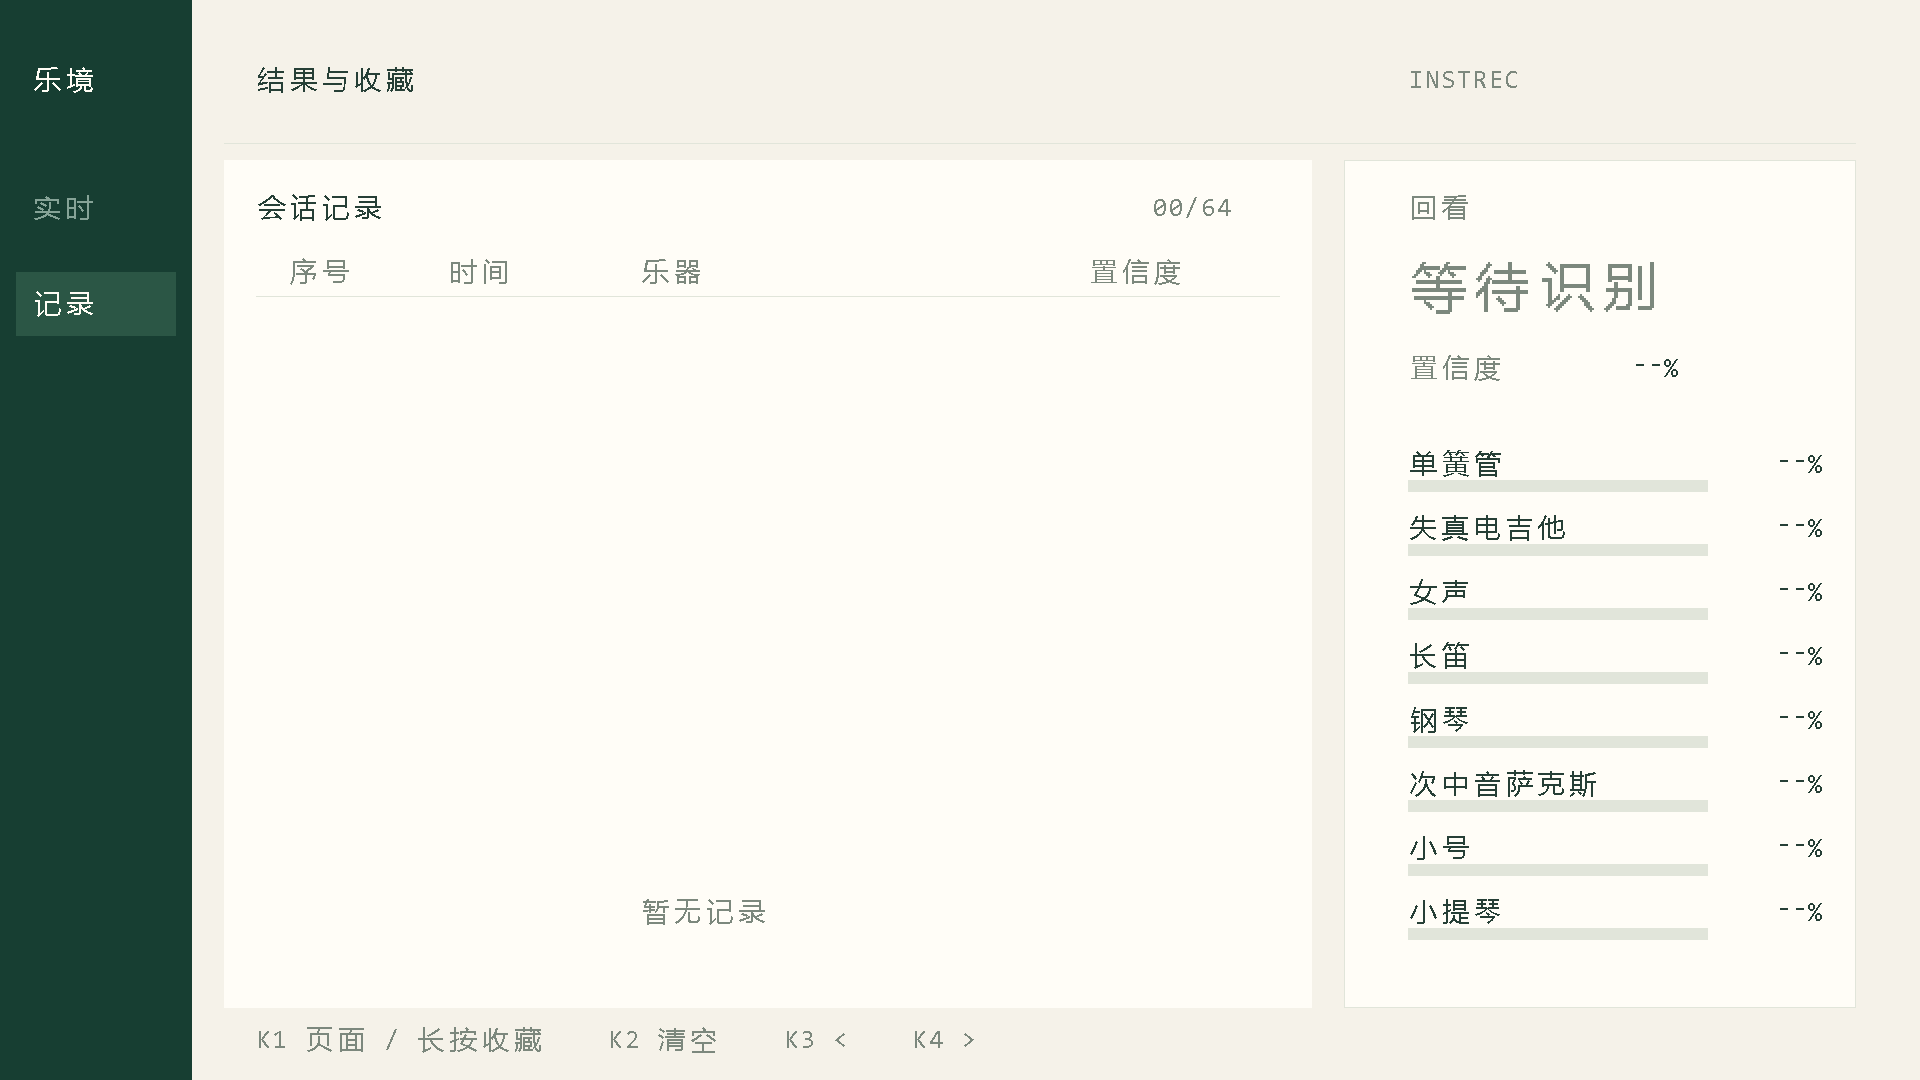 乐境
实时
记录
结果与收藏
INSTREC
会话记录 00/64
序号 时间 乐器 置信度
暂无记录
回看
等待识别
置信度 --%
单簧管 --%
失真电吉他 --%
女声 --%
长笛 --%
钢琴 --%
次中音萨克斯 --%
小号 --%
小提琴 --%
K1 页面 / 长按收藏 K2 清空 K3 < K4 >